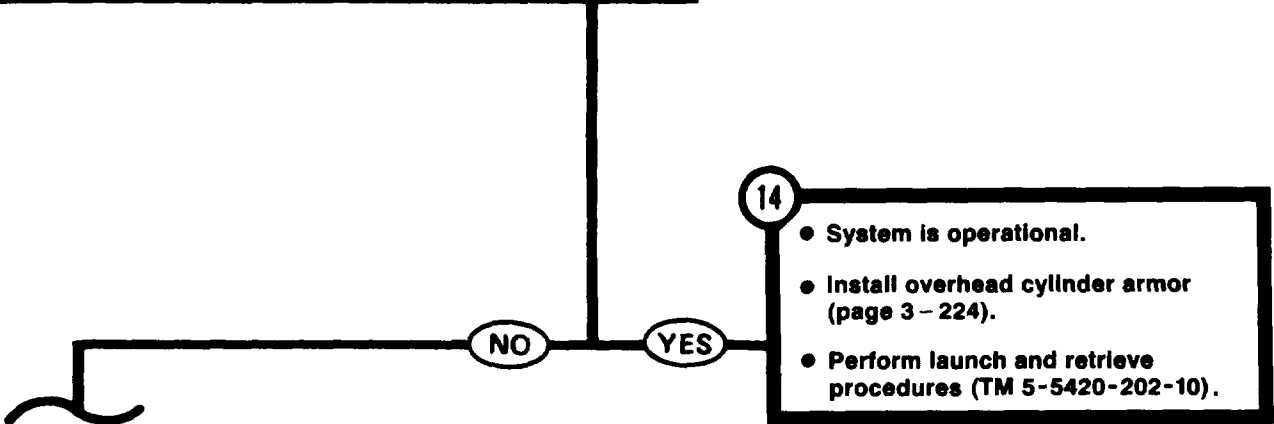 14
● System is operational.
● Install overhead cylinder armor
(page 3-224).
NO
YES
● Perform launch and retrieve
procedures (TM 5-5420-202-10).